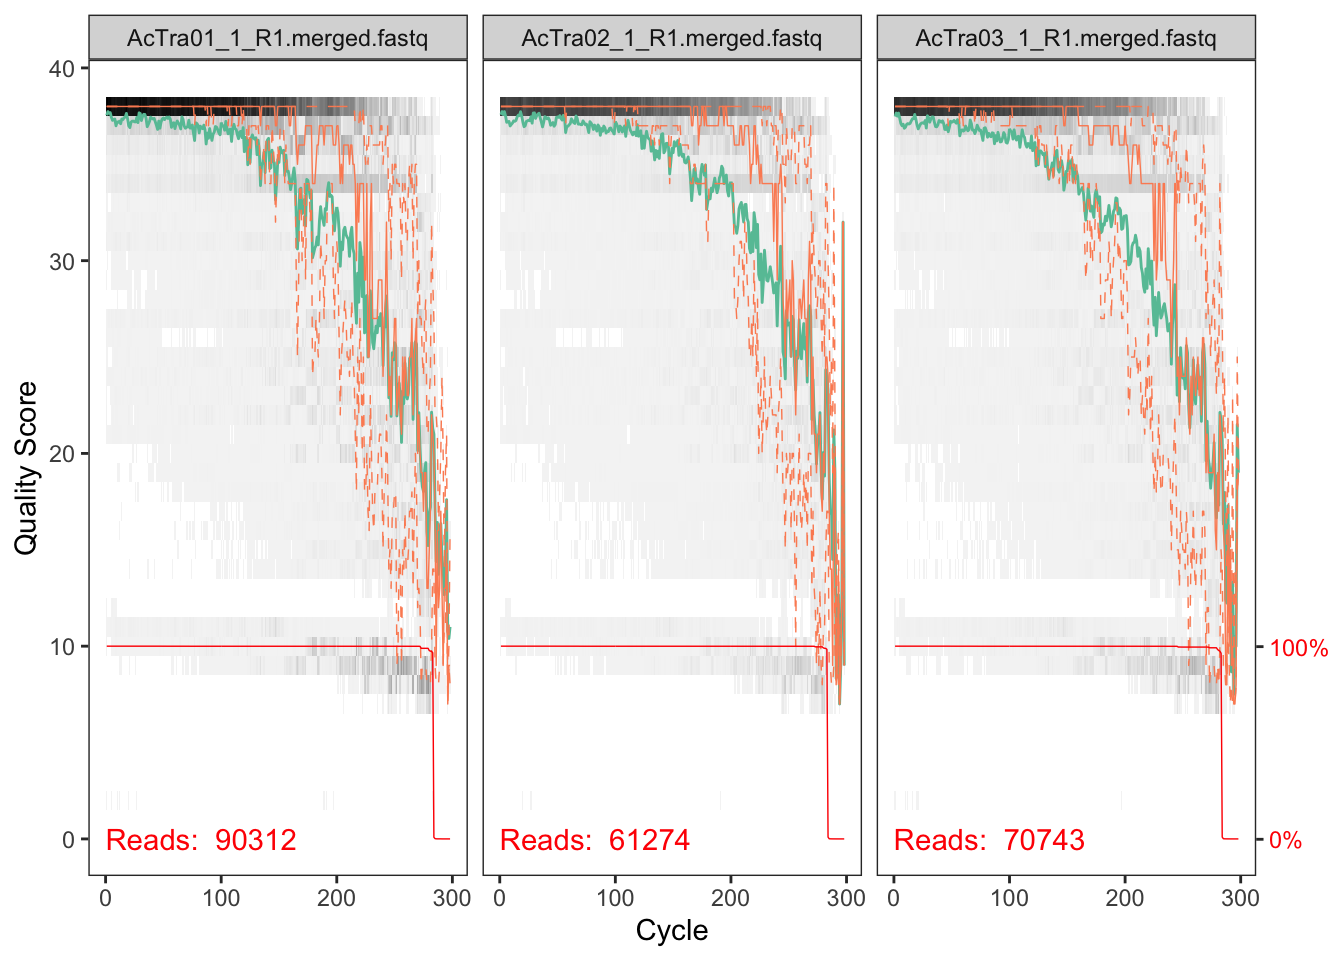 AcTra01_1_R1.merged.fastq AcTra02_1_R1.merged.fastq AcTra03_1_R1.merged.fastq
40
30
20
10
0
Quality Score
100%
0%
Reads: 90312 Reads: 61274 Reads: 70743
0 100 200 300 0 100 200 300 0 100 200 300
Cycle